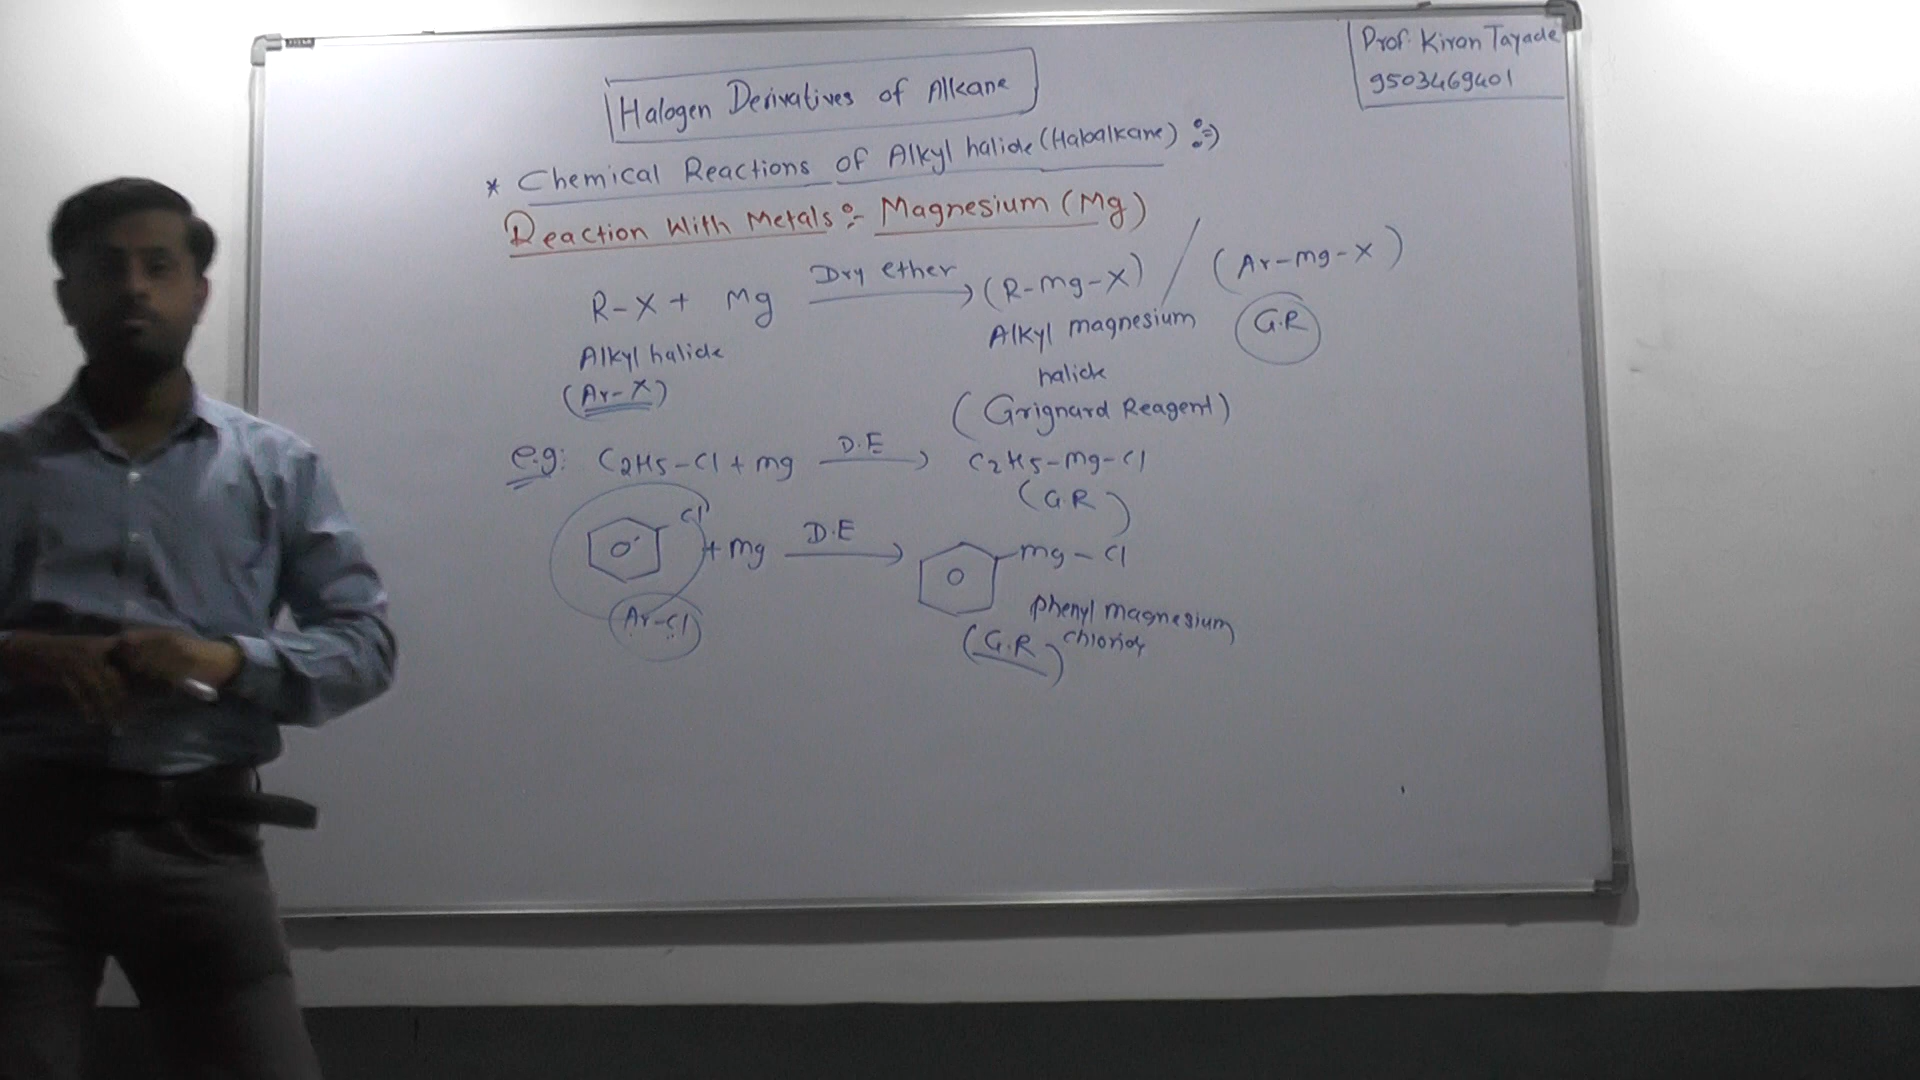 Prof. Kiran Tayade
9503469401
Halogen Derivatives of Alkane
* Chemical Reactions of Alkyl halide (Haloalkane) :=)
Reaction With Metals :- Magnesium (Mg)
R-X + Mg Dry ether → (R-Mg-X) / (Ar-Mg-X)
Alkyl halide Alkyl magnesium halide G.R
(Ar-X) (Grignard Reagent)
e.g: C2H5-Cl + Mg D.E → C2H5-Mg-Cl
(G.R)
Cl + Mg D.E → Mg-Cl
Ar-Cl Phenyl magnesium
(G.R) chloride